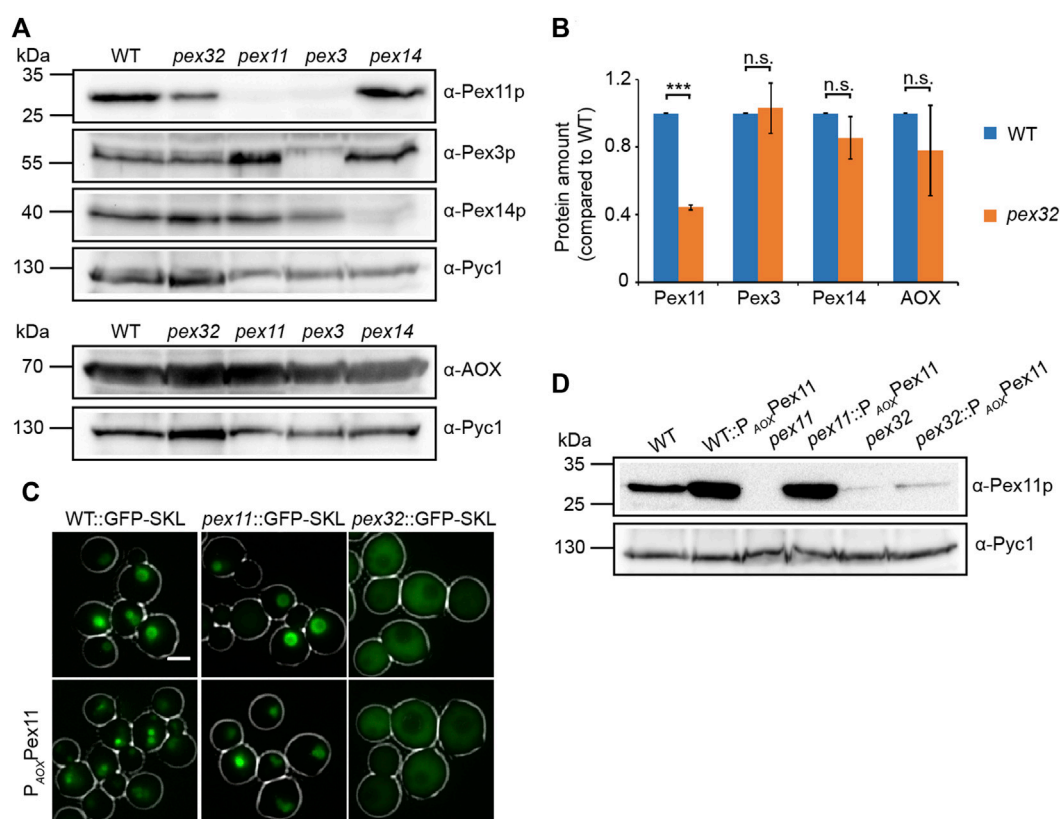 A
kDa WT pex32 pex11 pex3 pex14
35
25
α-Pex11p
55
α-Pex3p
40
α-Pex14p
130
α-Pyc1
kDa WT pex32 pex11 pex3 pex14
70
α-AOX
130
α-Pyc1
B
Protein amount
(compared to WT)
1.2
0.8
0.4
0
*** n.s. n.s. n.s.
Pex11 Pex3 Pex14 AOX
WT
pex32
C
WT::GFP-SKL pex11::GFP-SKL pex32::GFP-SKL
PAOXPex11
D
kDa WT WT::PAOXPex11 pex11 pex11::PAOXPex11 pex32 pex32::PAOXPex11
35
25
α-Pex11p
130
α-Pyc1